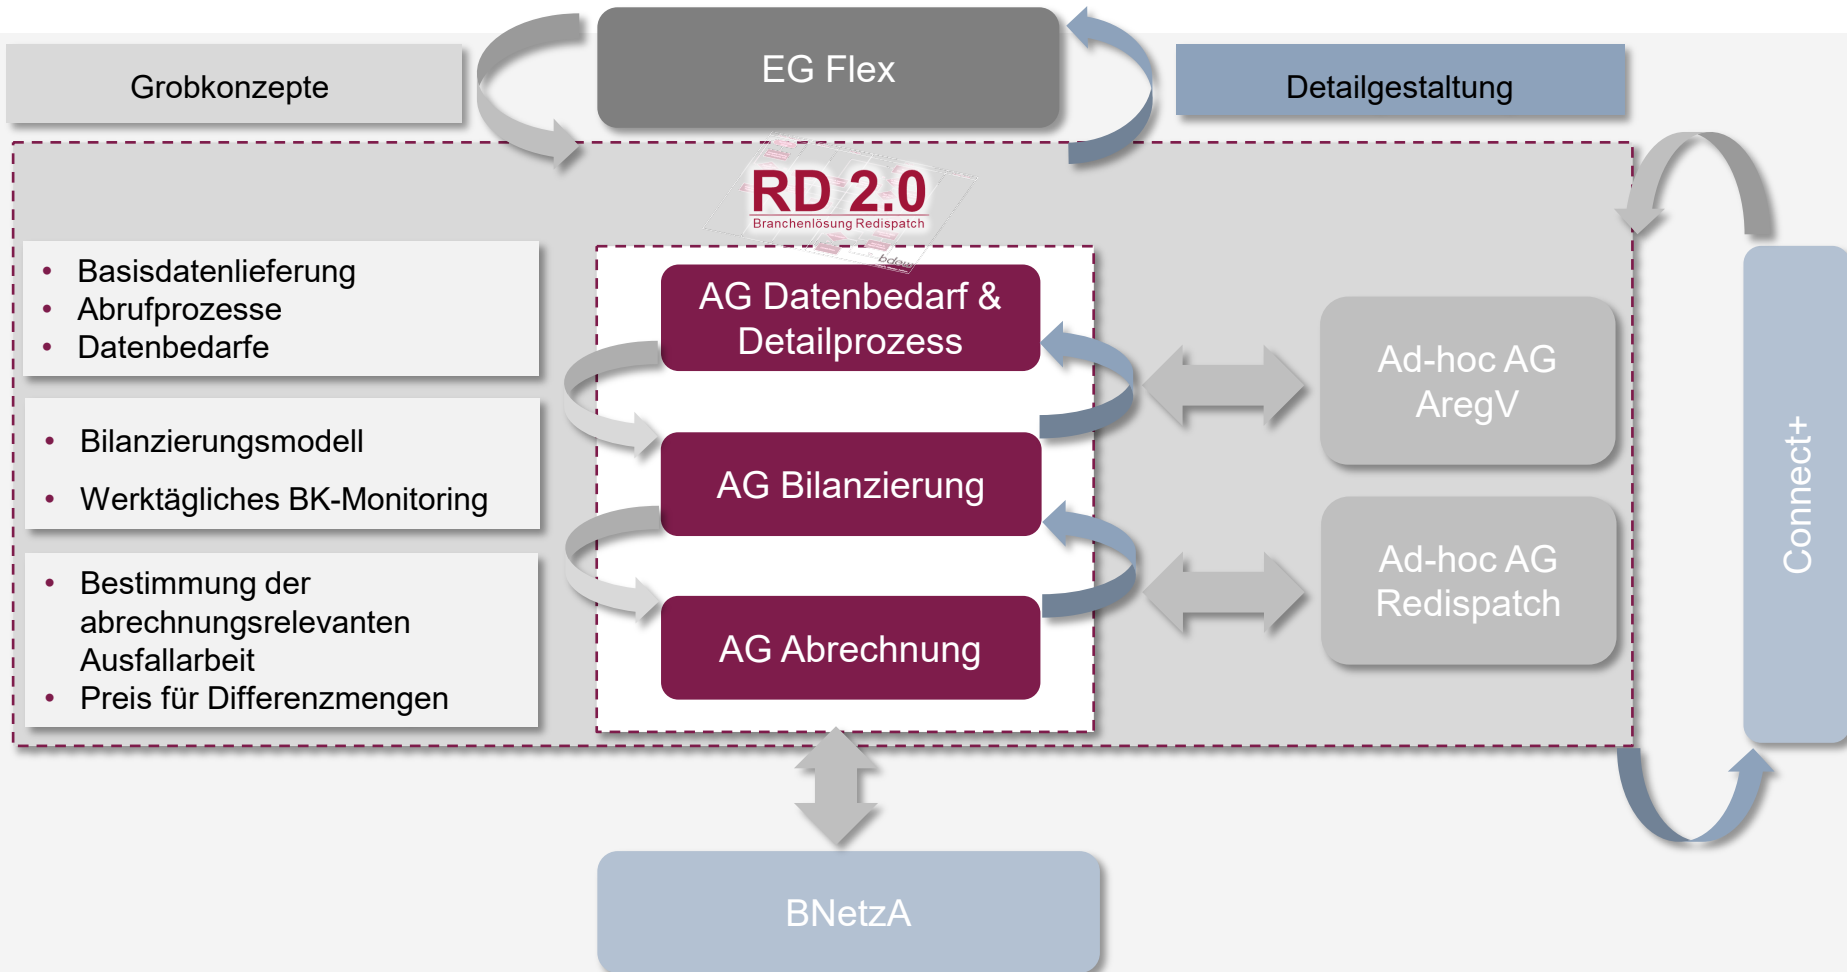 EG Flex
Grobkonzepte
Detailgestaltung
RD 2.0
Branchenlösung Redispatch
bdew
• Basisdatenlieferung
• Abrufprozesse
• Datenbedarfe
AG Datenbedarf &
Detailprozess
Ad-hoc AG
AregV
• Bilanzierungsmodell
• Werktägliches BK-Monitoring
AG Bilanzierung
Connect+
• Bestimmung der
abrechnungsrelevanten
Ausfallarbeit
• Preis für Differenzmengen
AG Abrechnung
Ad-hoc AG
Redispatch
BNetzA